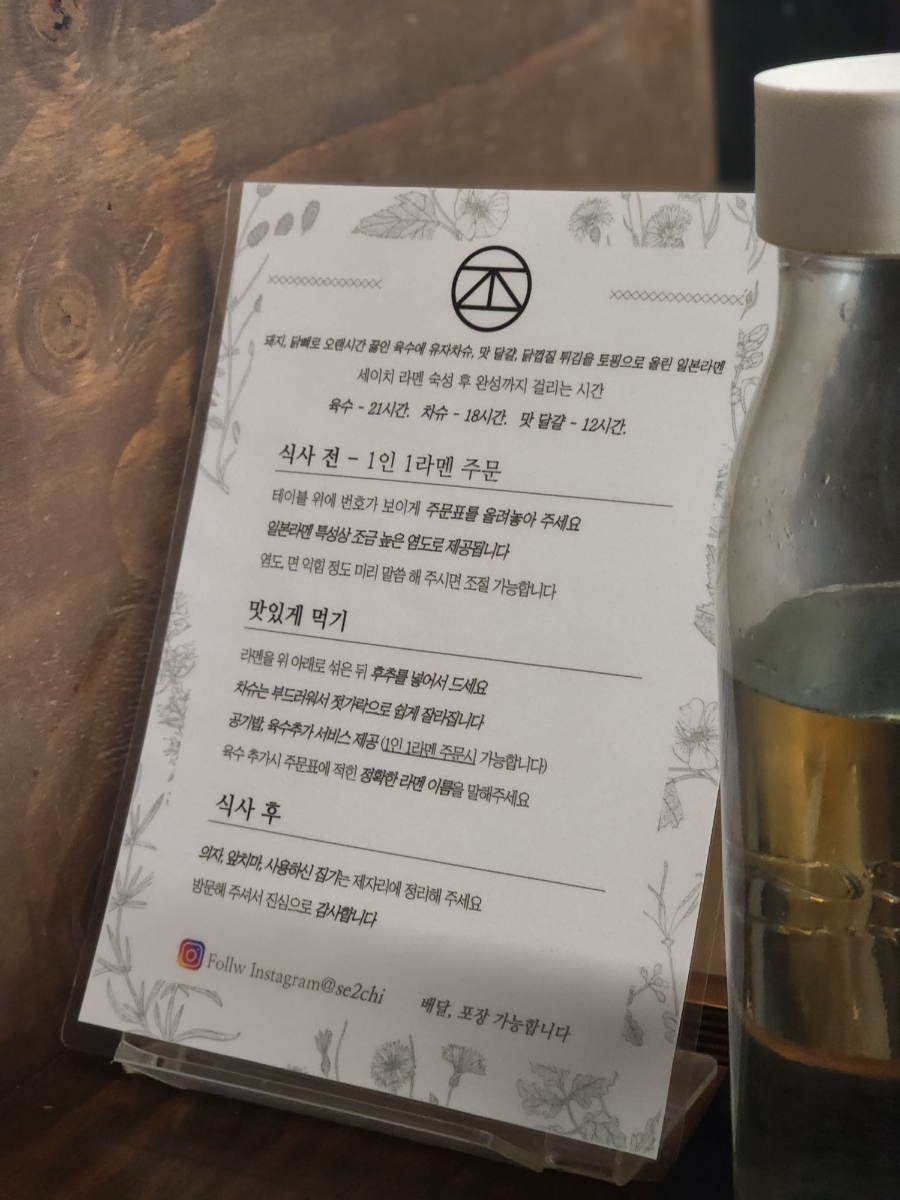 돼지, 닭뼈로 오랜시간 끓인 육수에 유자차슈, 맛 달걀, 닭껍질 튀김을 토핑으로 올린 일본라멘
세이치 라멘 숙성 후 완성까지 걸리는 시간
육수 - 21시간. 차슈 - 18시간. 맛 달걀 - 12시간.
식사 전 - 1인 1라멘 주문
테이블 위에 번호가 보이게 주문표를 올려놓아 주세요
일본라멘 특성상 조금 높은 염도로 제공됩니다
염도, 면 익힘 정도 미리 말씀 해 주시면 조절 가능합니다
맛있게 먹기
라멘을 위 아래로 섞은 뒤 후추를 넣어서 드세요
차슈는 부드러워서 젓가락으로 쉽게 잘라집니다
공기밥, 육수추가 서비스 제공 (1인 1라멘 주문시 가능합니다)
육수 추가시 주문표에 적힌 정확한 라멘 이름을 말해주세요
식사 후
의자, 앞치마, 사용하신 집기는 제자리에 정리해 주세요
방문해 주셔서 진심으로 감사합니다
Follw Instagram@se2chi
배달, 포장 가능합니다